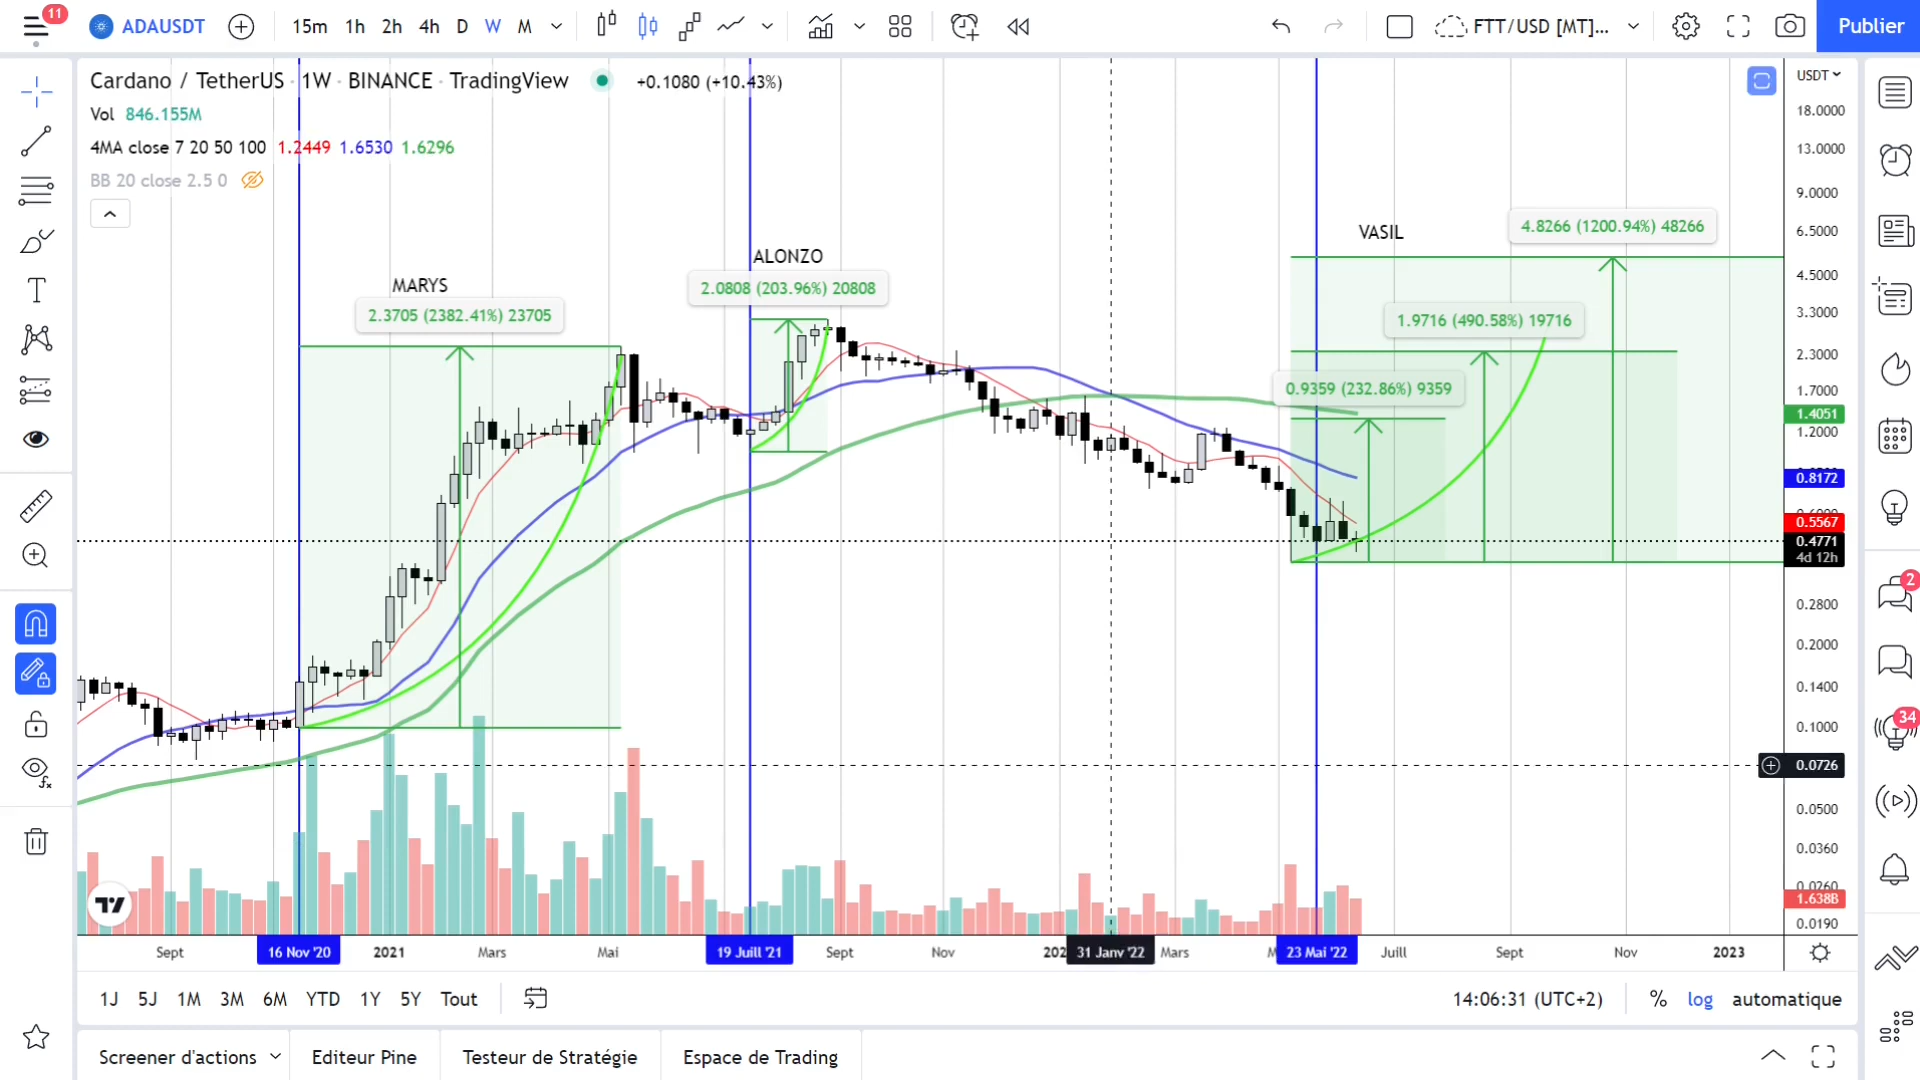 11
ADAUSDT
15m 1h 2h 4h D W M
FTT/USD [MT]...
Publier
Cardano / TetherUS · 1W · BINANCE · TradingView
+0.1080 (+10.43%)
Vol 846.155M
4MA close 7 20 50 100 1.2449 1.6530 1.6296
BB 20 close 2.5 0
USDT
18.0000
13.0000
9.0000
6.5000
4.5000
3.3000
2.3000
1.7000
1.4051
1.2000
0.8172
0.5567
0.4771
4d 12h
0.2800
0.2000
0.1400
0.1000
0.0726
0.0500
0.0360
0.0260
1.638B
0.0190
MARYS
2.3705 (2382.41%) 23705
ALONZO
2.0808 (203.96%) 20808
VASIL
4.8266 (1200.94%) 48266
1.9716 (490.58%) 19716
0.9359 (232.86%) 9359
2
34
Sept
16 Nov '20
2021
Mars
Mai
19 Juill '21
Sept
Nov
202
31 Janv '22
Mars
M
23 Mai '22
Juill
Sept
Nov
2023
1J 5J 1M 3M 6M YTD 1Y 5Y Tout
14:06:31 (UTC+2)
% log automatique
Screener d'actions
Editeur Pine
Testeur de Stratégie
Espace de Trading